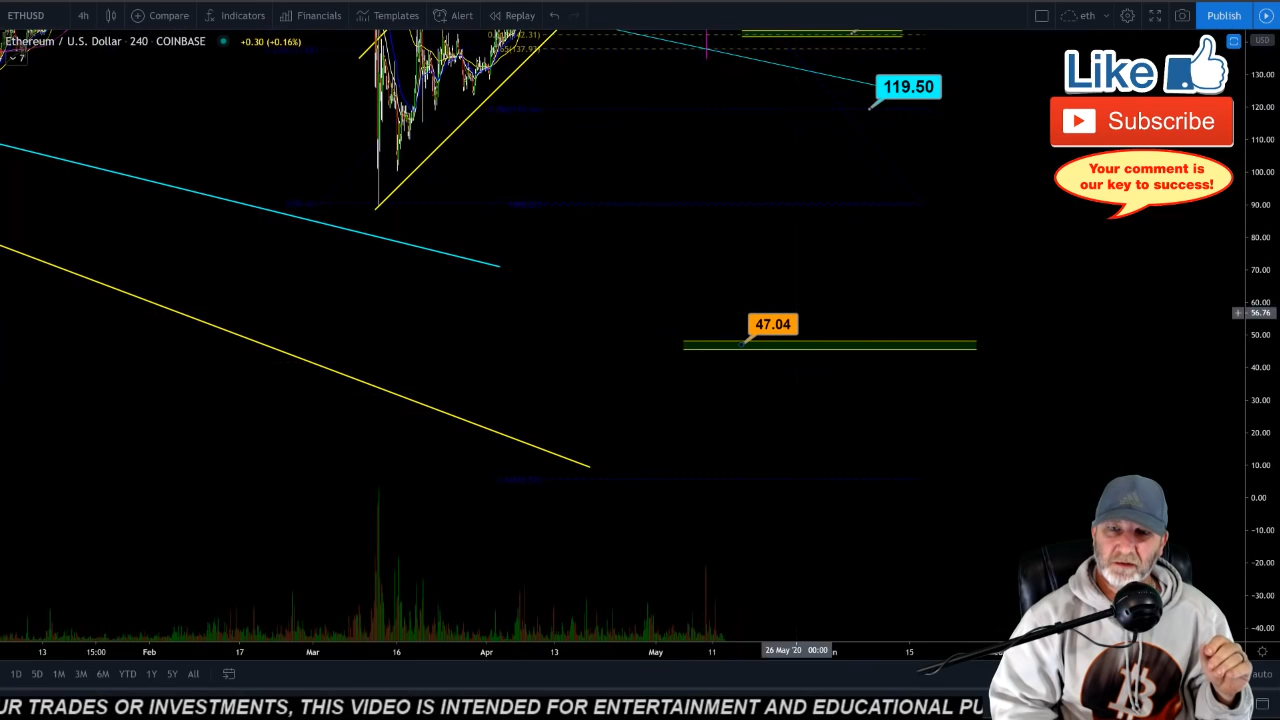 ETHUSD 4h Compare Indicators Financials Templates Alert Replay eth Publish
Ethereum / U.S. Dollar · 240 · COINBASE +0.30 (+0.16%)
7
USD
130.00
120.00
110.00
100.00
90.00
80.00
70.00
60.00
56.76
50.00
40.00
30.00
20.00
10.00
0.00
-10.00
-20.00
-30.00
-40.00
119.50
47.04
Like
Subscribe
Your comment is
our key to success!
13 15:00 Feb 17 Mar 16 Apr 13 May 11 26 May '20 00:00 15
1D 5D 1M 3M 6M YTD 1Y 5Y All auto
UR TRADES OR INVESTMENTS, THIS VIDEO IS INTENDED FOR ENTERTAINMENT AND EDUCATIONAL PU